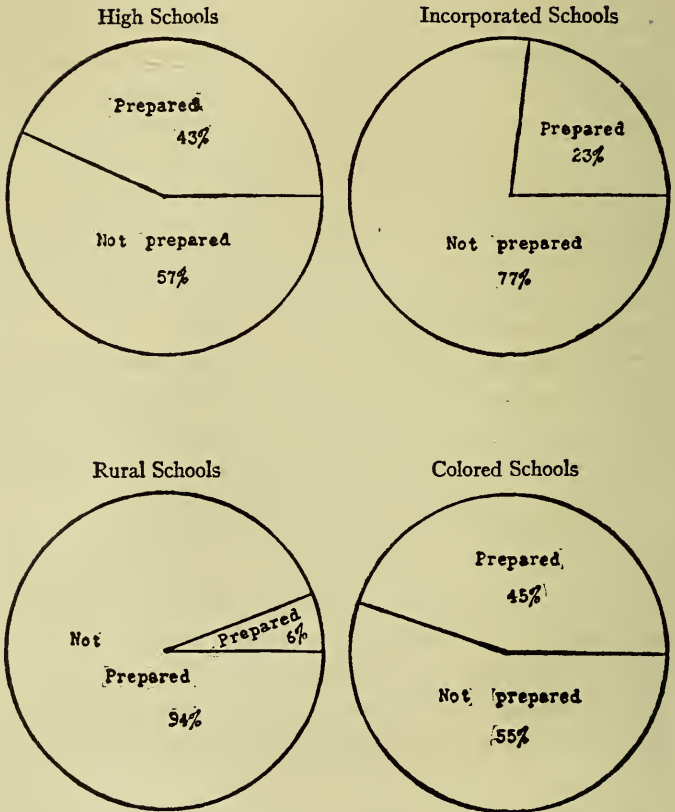 High Schools
Prepared
43%
Not prepared
57%
Incorporated Schools
Prepared
23%
Not prepared
77%
Rural Schools
Prepared
6%
Not
Prepared
94%
Colored Schools
Prepared
45%
Not prepared
55%